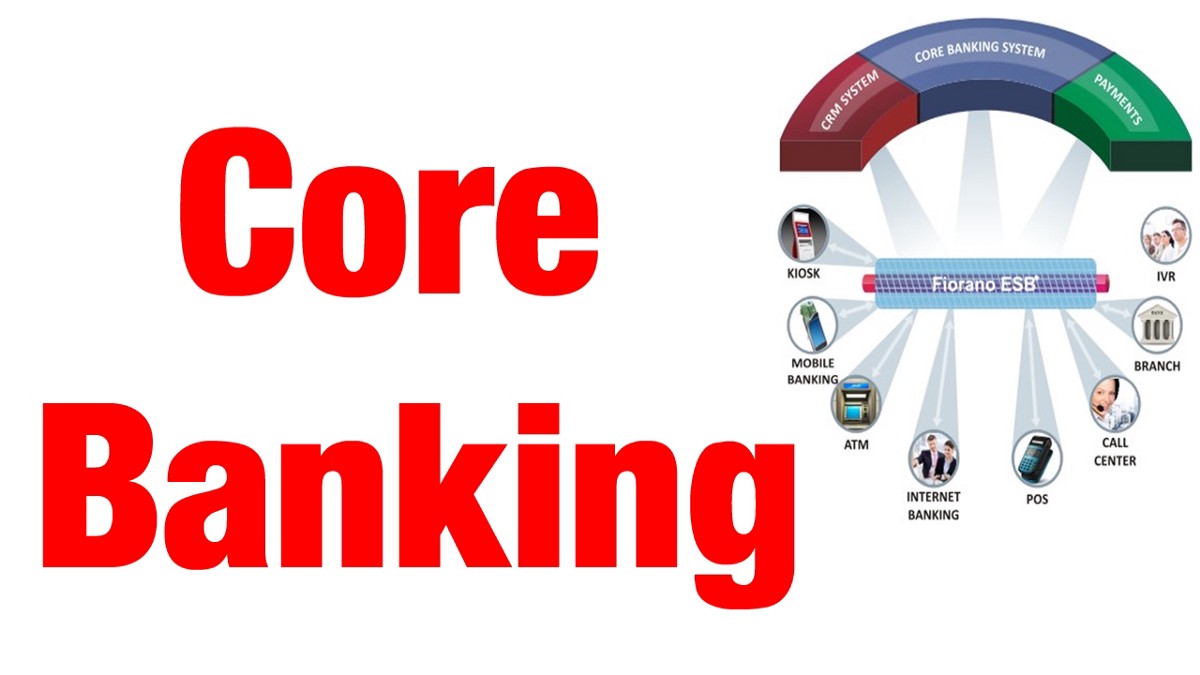 Core
Banking
CORE BANKING SYSTEM
CRM SYSTEM
PAYMENTS
KIOSK
IVR
Fiorano ESB
MOBILE
BANKING
BRANCH
ATM
CALL
CENTER
INTERNET
BANKING
POS